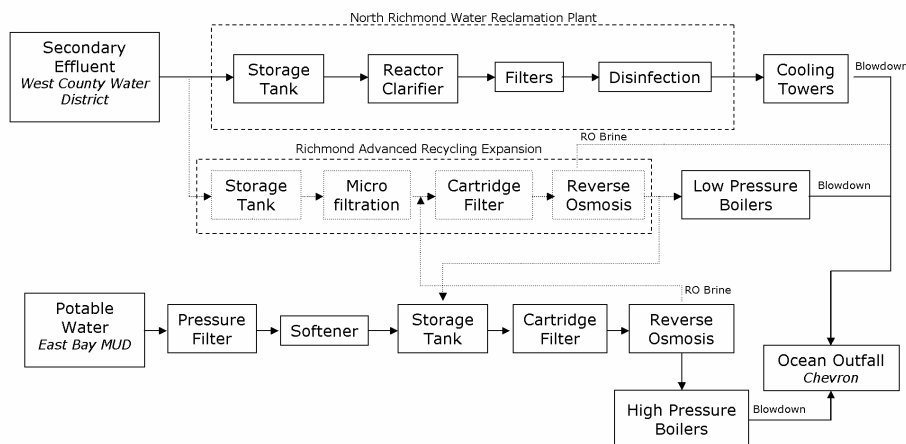 North Richmond Water Reclamation Plant
Secondary
Effluent
West County Water
District
Storage
Tank
Reactor
Clarifier
Filters
Disinfection
Cooling
Towers
Blowdown
RO Brine
Richmond Advanced Recycling Expansion
Storage
Tank
Micro
filtration
Cartridge
Filter
Reverse
Osmosis
Low Pressure
Boilers
Blowdown
RO Brine
Potable
Water
East Bay MUD
Pressure
Filter
Softener
Storage
Tank
Cartridge
Filter
Reverse
Osmosis
Ocean Outfall
Chevron
High Pressure
Boilers
Blowdown